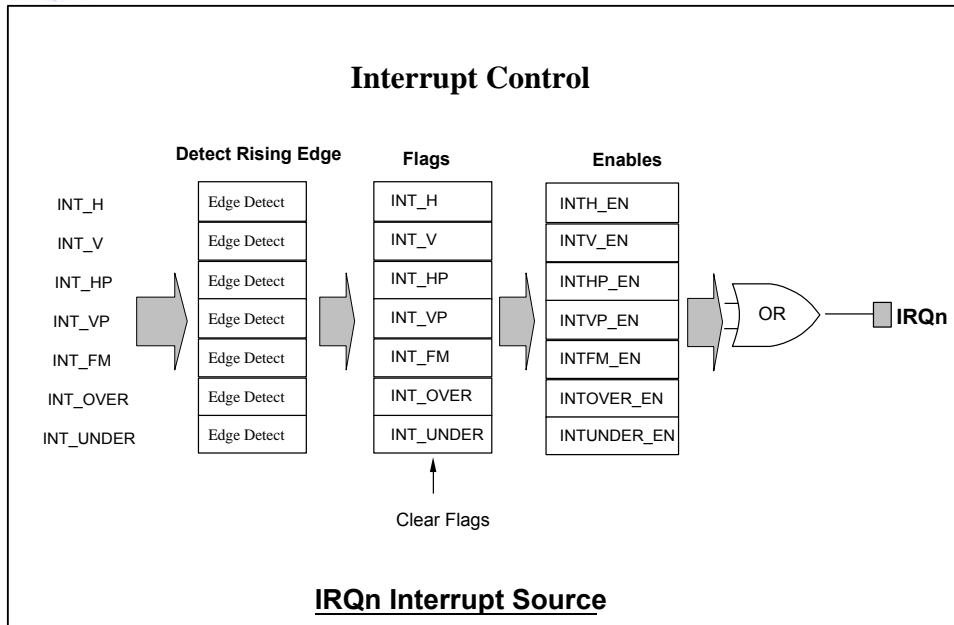 Interrupt Control
Detect Rising Edge Flags Enables
INT_H Edge Detect INT_H INTH_EN
INT_V Edge Detect INT_V INTV_EN
INT_HP Edge Detect INT_HP INTHP_EN
INT_VP Edge Detect INT_VP INTVP_EN OR IRQn
INT_FM Edge Detect INT_FM INTFM_EN
INT_OVER Edge Detect INT_OVER INTOVER_EN
INT_UNDER Edge Detect INT_UNDER INTUNDER_EN
Clear Flags
IRQn Interrupt Source